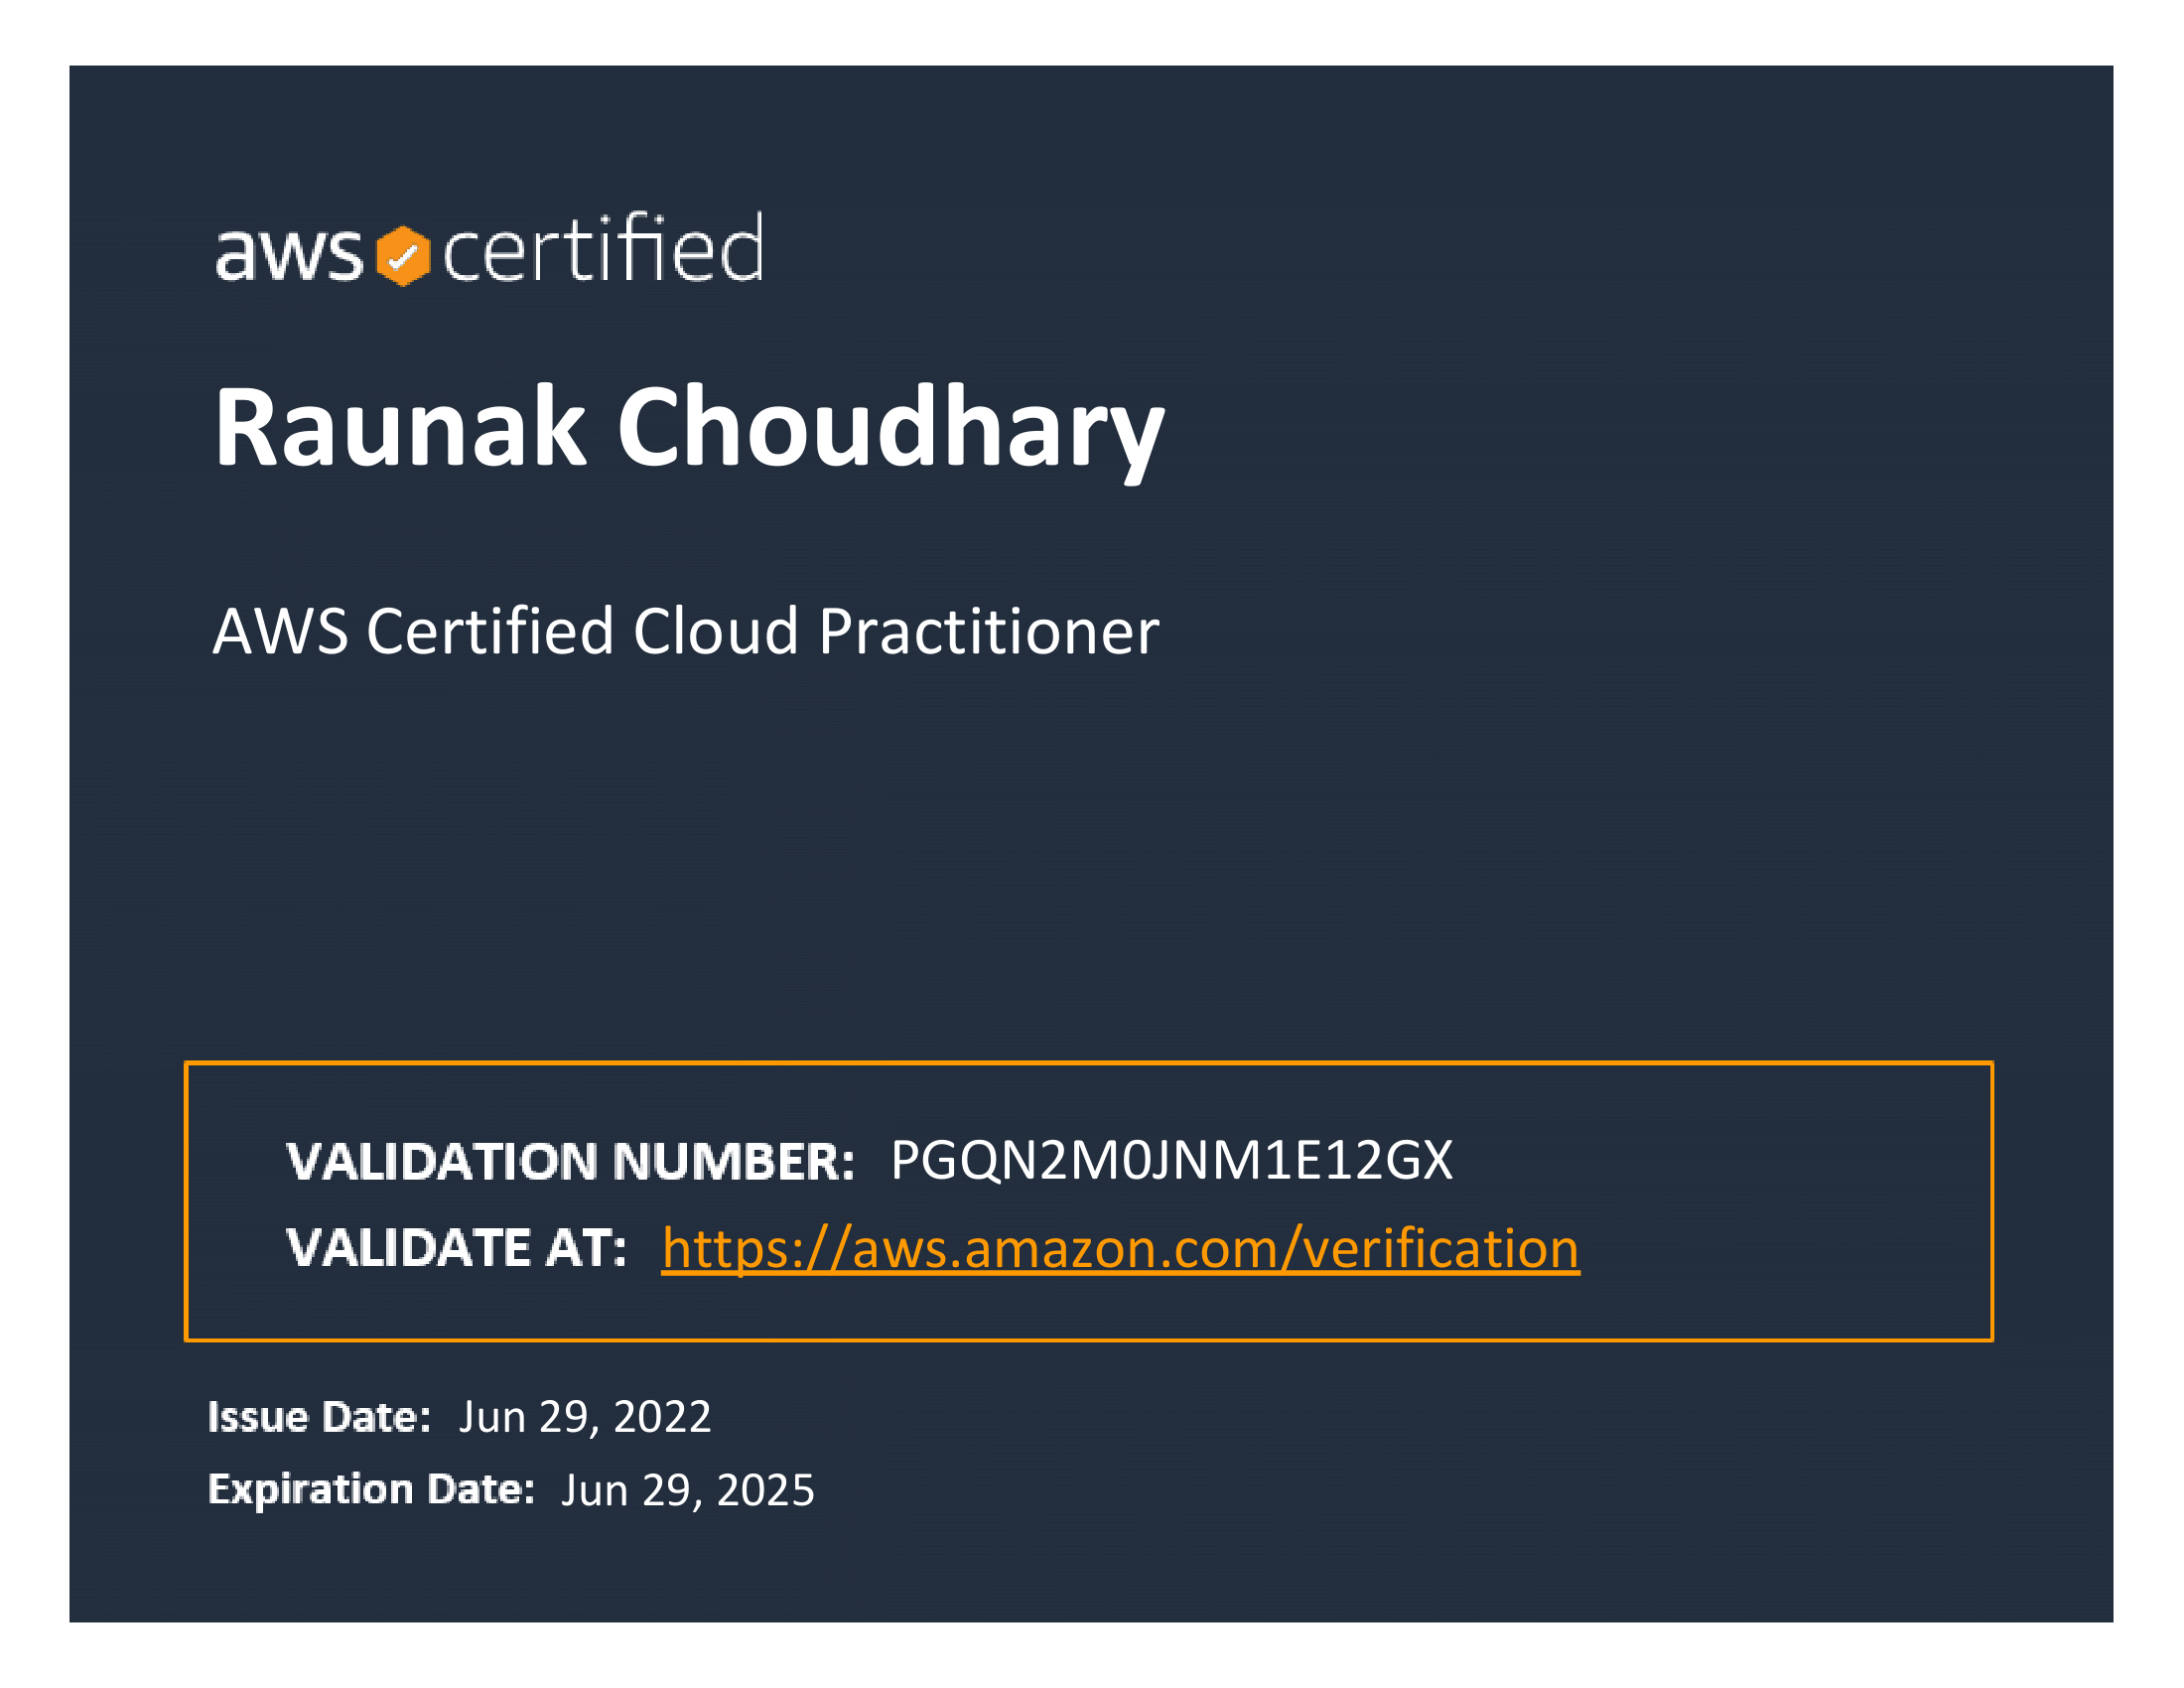 aws certified
Raunak Choudhary
AWS Certified Cloud Practitioner
VALIDATION NUMBER: PGQN2M0JNM1E12GX
VALIDATE AT: https://aws.amazon.com/verification
Issue Date: Jun 29, 2022
Expiration Date: Jun 29, 2025